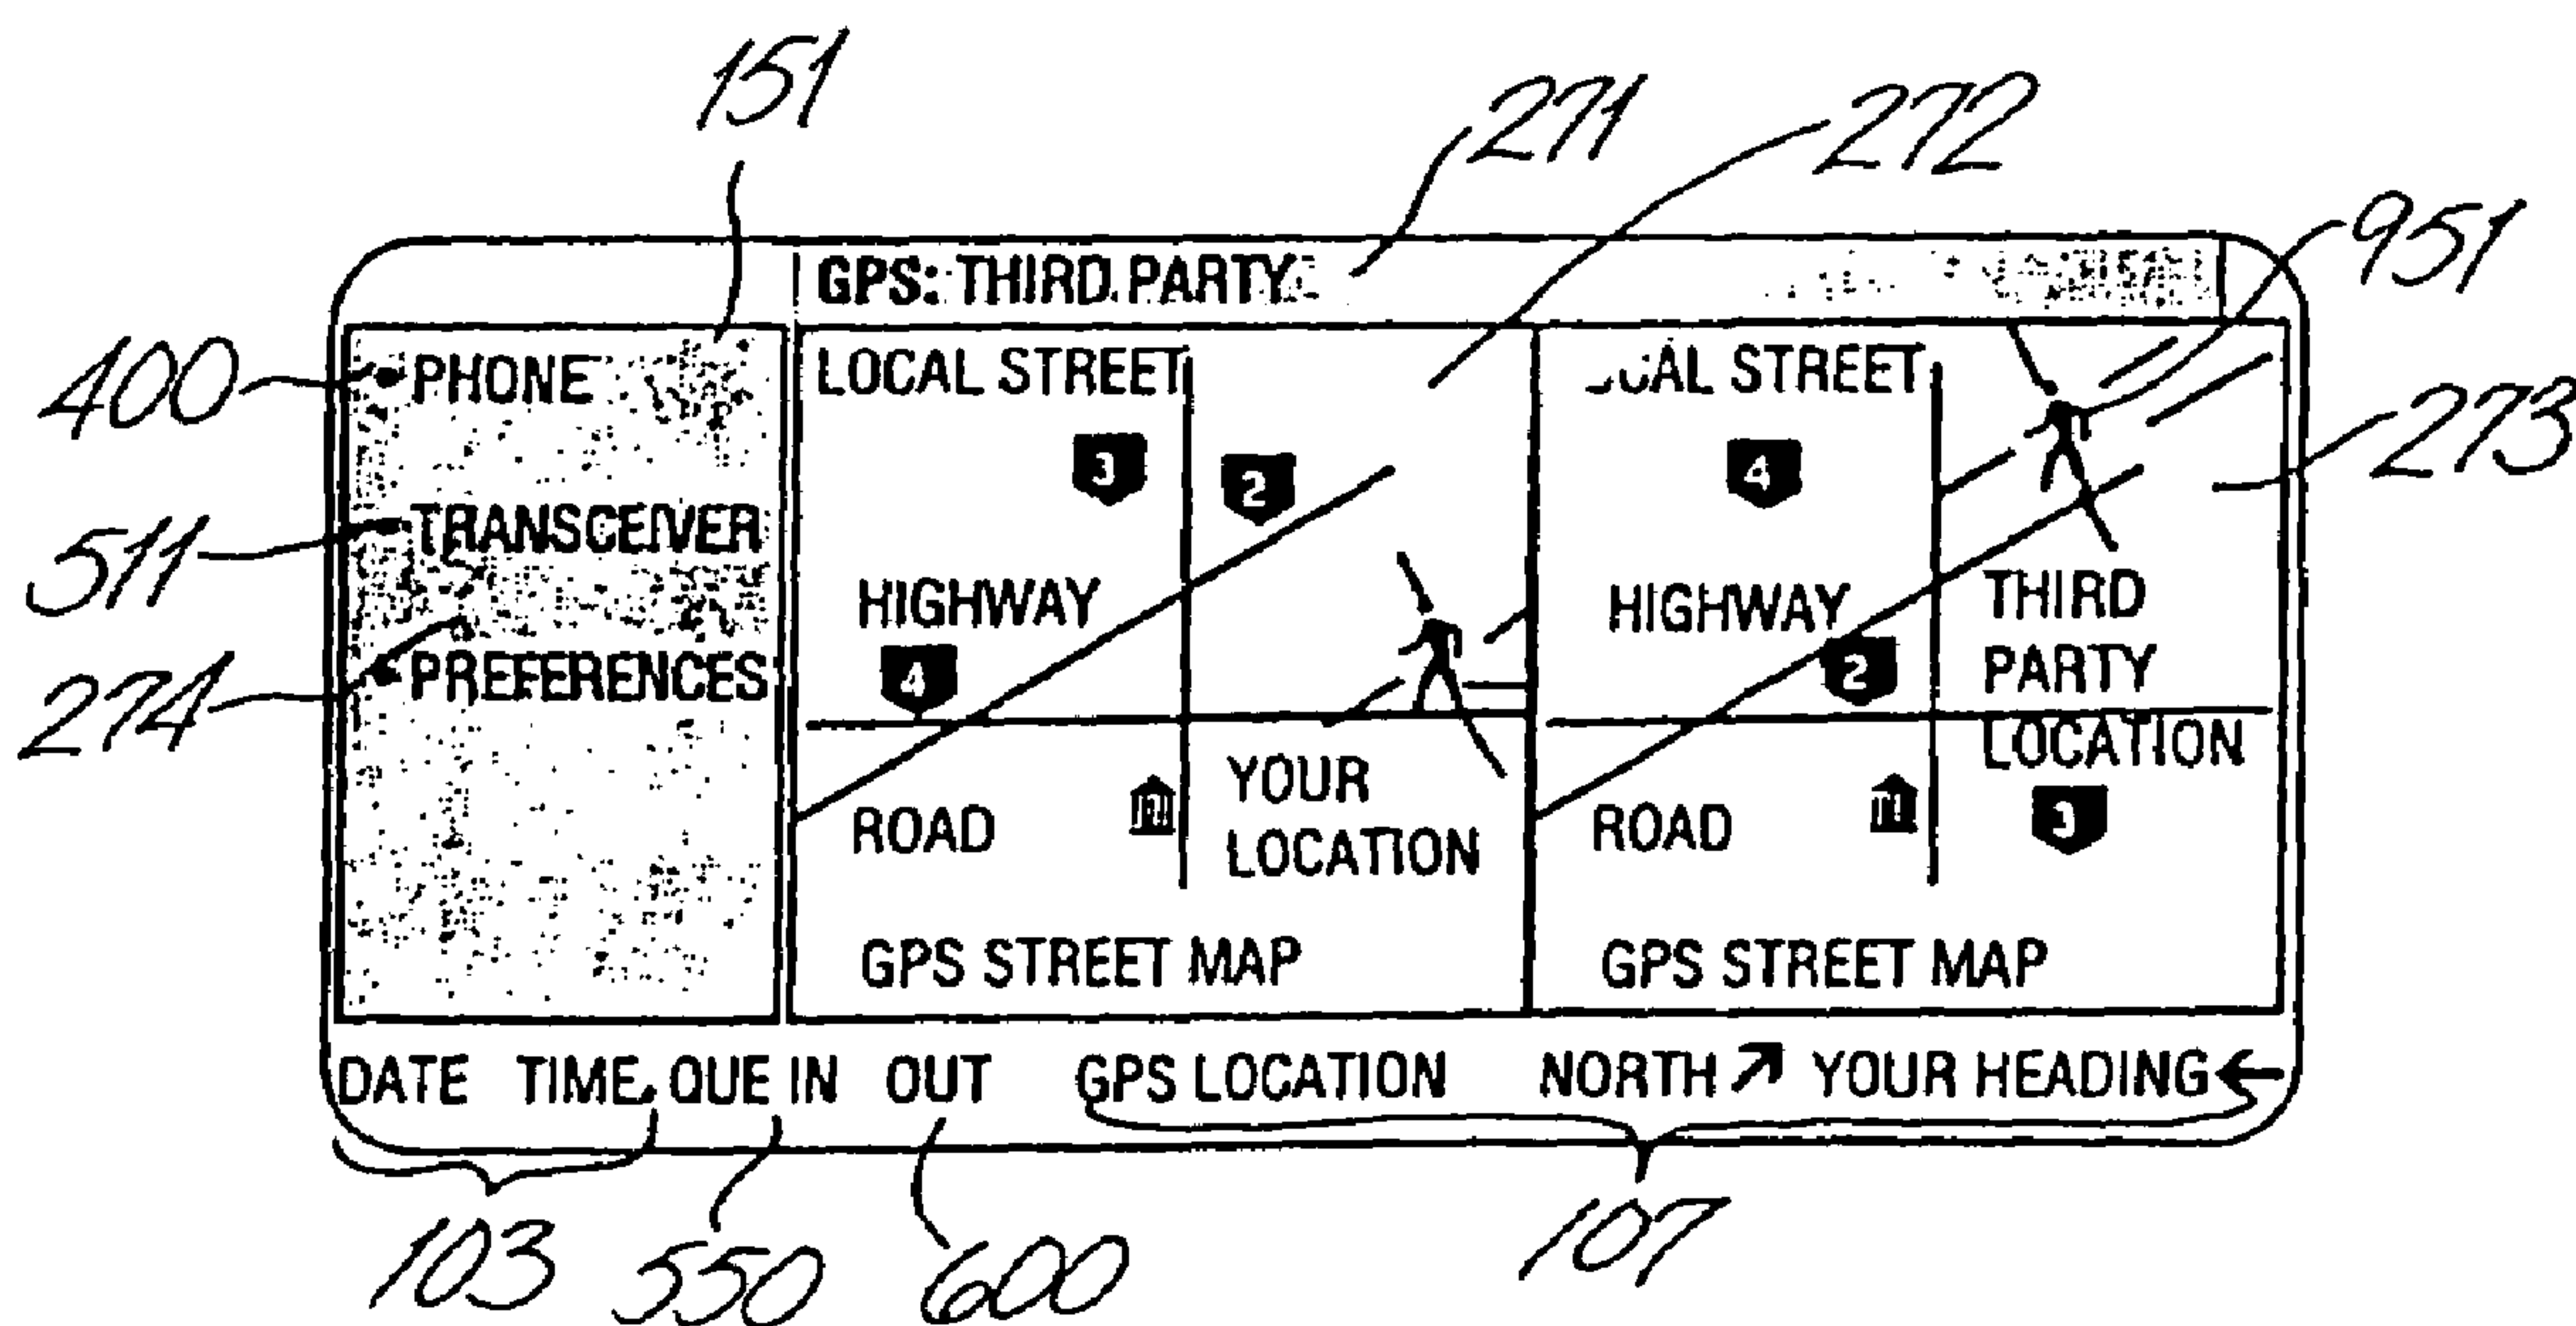 151
271
272
951
GPS: THIRD PARTY
400
PHONE
LOCAL STREET
CAL STREET
273
3
2
4
511
TRANSCEIVER
HIGHWAY
HIGHWAY
THIRD
PARTY
LOCATION
274
PREFERENCES
4
2
ROAD
YOUR
LOCATION
ROAD
3
GPS STREET MAP
GPS STREET MAP
DATE TIME QUE IN OUT GPS LOCATION NORTH ↗ YOUR HEADING ←
103
550
600
107